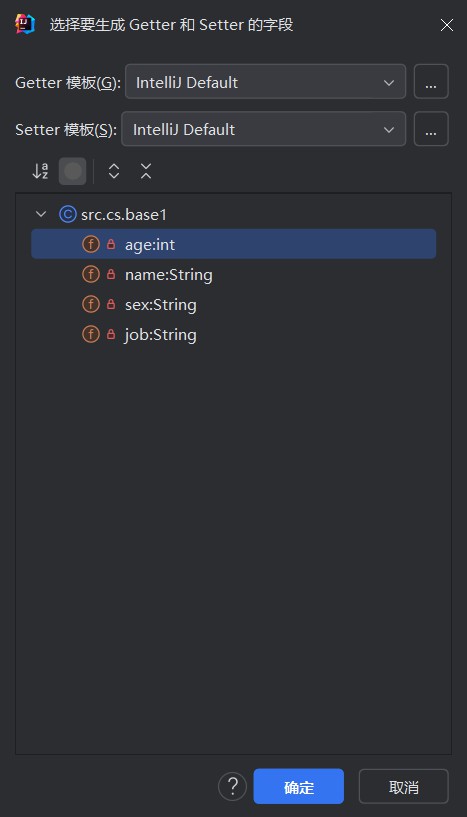 选择要生成 Getter 和 Setter 的字段
Getter 模板(G): IntelliJ Default ...
Setter 模板(S): IntelliJ Default ...
src.cs.base1
age:int
name:String
sex:String
job:String
? 确定 取消